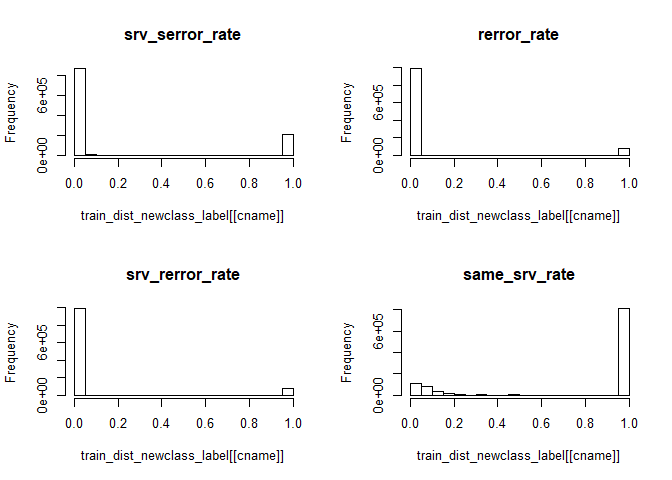 srv_serror_rate
Frequency
0e+00 6e+05
0.0 0.2 0.4 0.6 0.8 1.0
train_dist_newclass_label[[cname]]
rerror_rate
Frequency
0e+00 6e+05
0.0 0.2 0.4 0.6 0.8 1.0
train_dist_newclass_label[[cname]]
srv_rerror_rate
Frequency
0e+00 6e+05
0.0 0.2 0.4 0.6 0.8 1.0
train_dist_newclass_label[[cname]]
same_srv_rate
Frequency
0e+00 6e+05
0.0 0.2 0.4 0.6 0.8 1.0
train_dist_newclass_label[[cname]]